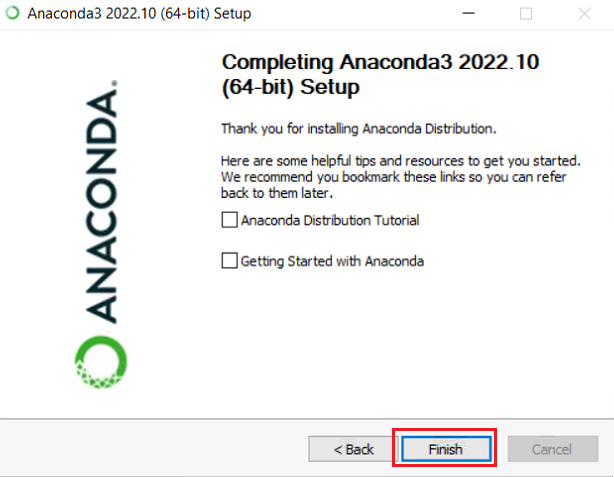 Anaconda3 2022.10 (64-bit) Setup
ANACONDA.
Completing Anaconda3 2022.10
(64-bit) Setup
Thank you for installing Anaconda Distribution.
Here are some helpful tips and resources to get you started.
We recommend you bookmark these links so you can refer
back to them later.
Anaconda Distribution Tutorial
Getting Started with Anaconda
< Back
Finish
Cancel